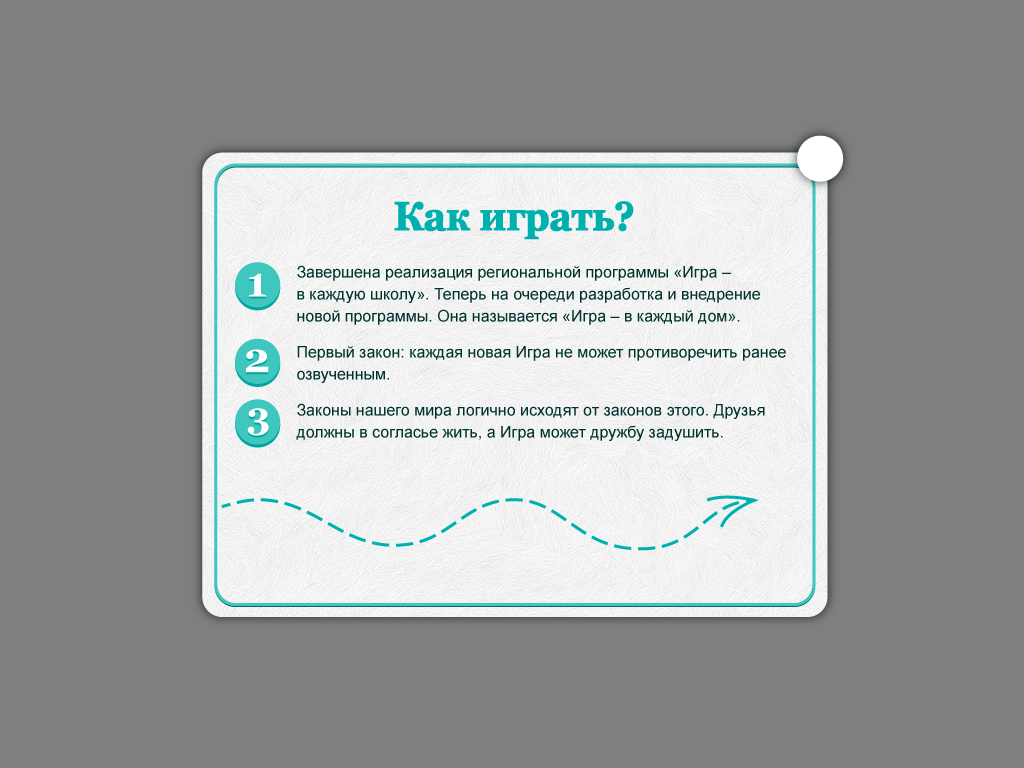 Как играть?
1
Завершена реализация региональной программы «Игра –
в каждую школу». Теперь на очереди разработка и внедрение
новой программы. Она называется «Игра – в каждый дом».
2
Первый закон: каждая новая Игра не может противоречить ранее
озвученным.
3
Законы нашего мира логично исходят от законов этого. Друзья
должны в согласье жить, а Игра может дружбу задушить.